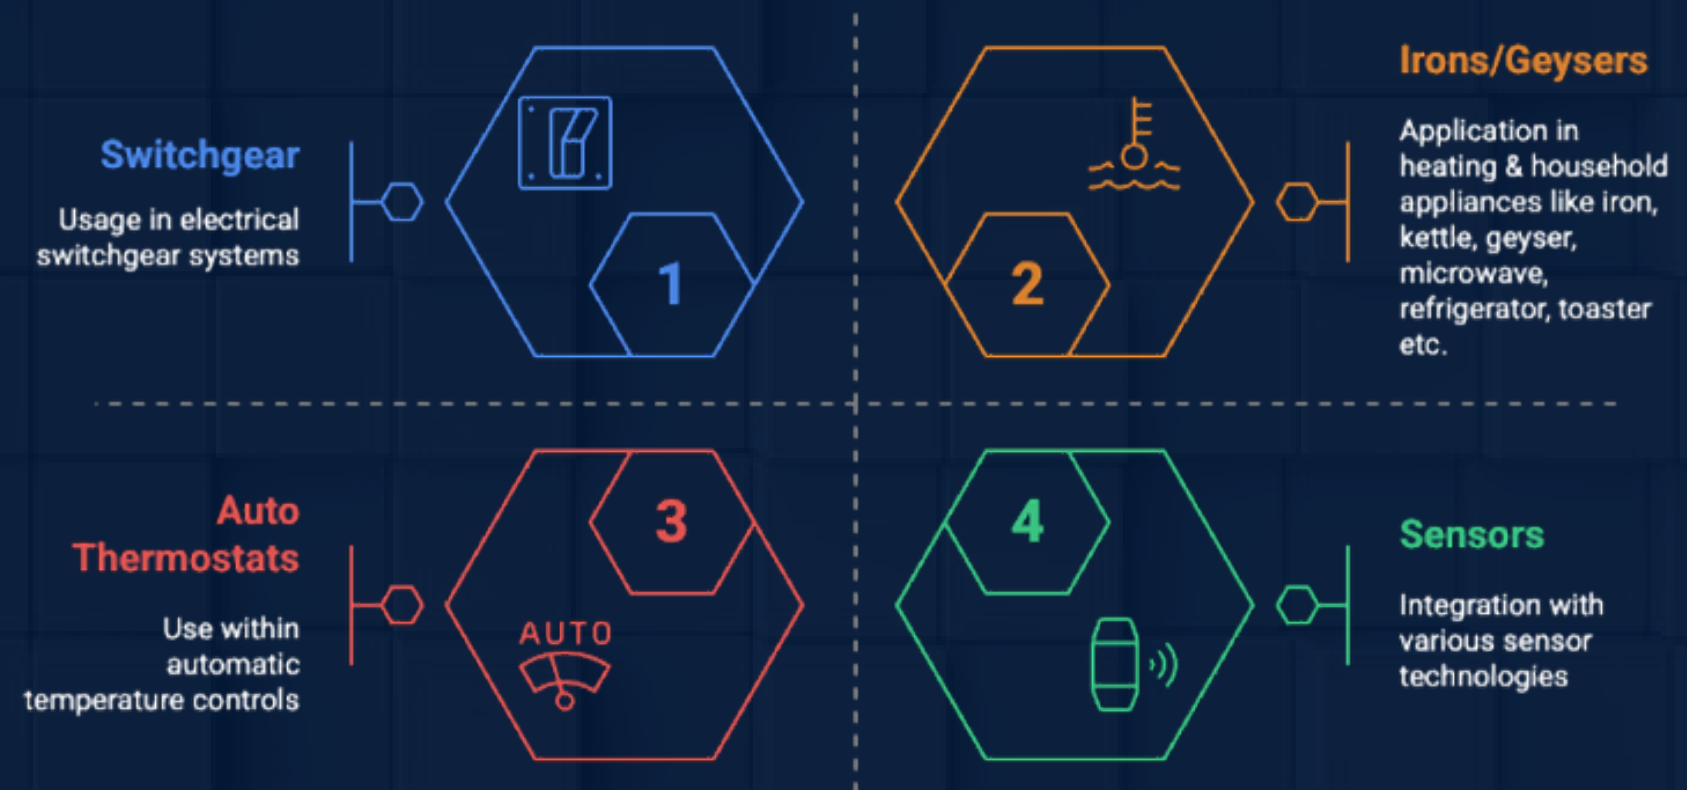 Switchgear
Usage in electrical
switchgear systems
1
Irons/Geysers
Application in
heating & household
appliances like iron,
kettle, geyser,
microwave,
refrigerator, toaster
etc.
2
Auto
Thermostats
Use within
automatic
temperature controls
3
AUTO
4
Sensors
Integration with
various sensor
technologies